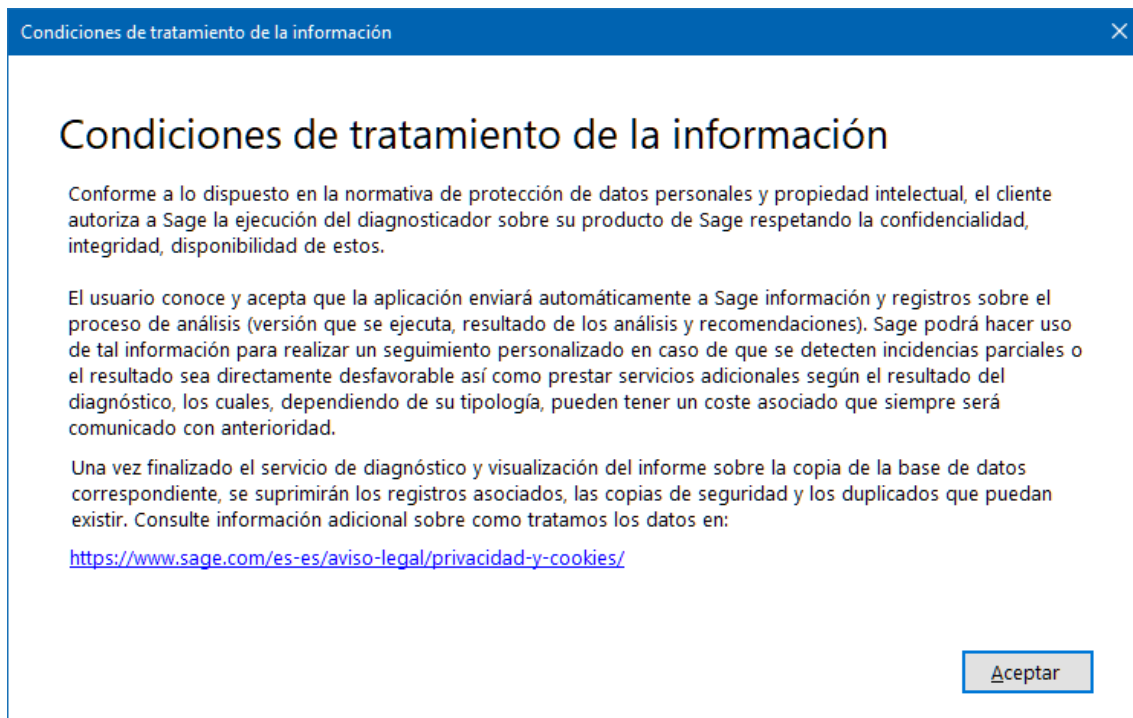 Condiciones de tratamiento de la información
Condiciones de tratamiento de la información
Conforme a lo dispuesto en la normativa de protección de datos personales y propiedad intelectual, el cliente
autoriza a Sage la ejecución del diagnosticador sobre su producto de Sage respetando la confidencialidad,
integridad, disponibilidad de estos.
El usuario conoce y acepta que la aplicación enviará automáticamente a Sage información y registros sobre el
proceso de análisis (versión que se ejecuta, resultado de los análisis y recomendaciones). Sage podrá hacer uso
de tal información para realizar un seguimiento personalizado en caso de que se detecten incidencias parciales o
el resultado sea directamente desfavorable así como prestar servicios adicionales según el resultado del
diagnóstico, los cuales, dependiendo de su tipología, pueden tener un coste asociado que siempre será
comunicado con anterioridad.
Una vez finalizado el servicio de diagnóstico y visualización del informe sobre la copia de la base de datos
correspondiente, se suprimirán los registros asociados, las copias de seguridad y los duplicados que puedan
existir. Consulte información adicional sobre como tratamos los datos en:
https://www.sage.com/es-es/aviso-legal/privacidad-y-cookies/
Aceptar